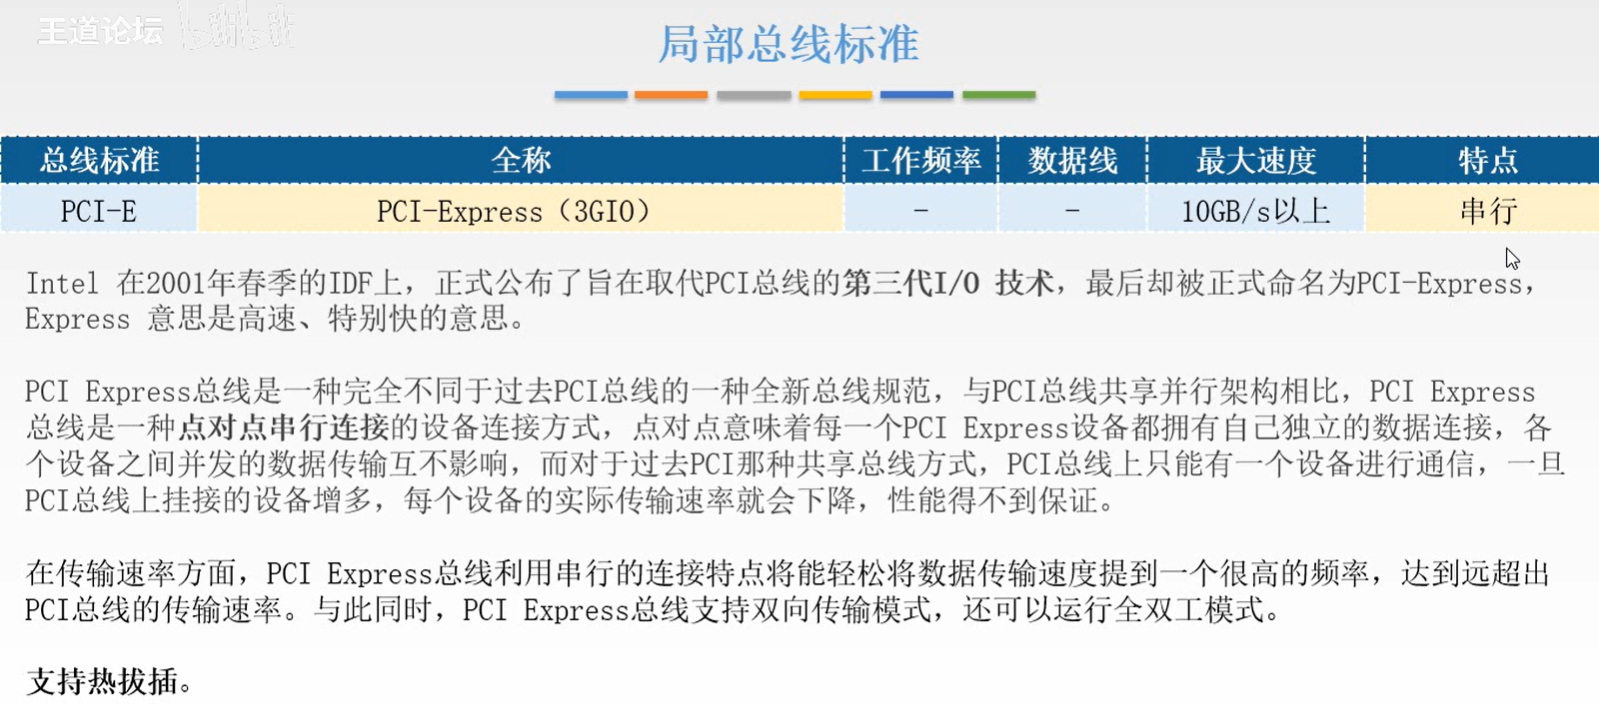 王道论坛 bilibili
局部总线标准
总线标准 全称 工作频率 数据线 最大速度 特点
PCI-E PCI-Express（3GIO） - - 10GB/s以上 串行
Intel 在2001年春季的IDF上，正式公布了旨在取代PCI总线的第三代I/O 技术，最后却被正式命名为PCI-Express，
Express 意思是高速、特别快的意思。
PCI Express总线是一种完全不同于过去PCI总线的一种全新总线规范，与PCI总线共享并行架构相比，PCI Express
总线是一种点对点串行连接的设备连接方式，点对点意味着每一个PCI Express设备都拥有自己独立的数据连接，各
个设备之间并发的数据传输互不影响，而对于过去PCI那种共享总线方式，PCI总线上只能有一个设备进行通信，一旦
PCI总线上挂接的设备增多，每个设备的实际传输速率就会下降，性能得不到保证。
在传输速率方面，PCI Express总线利用串行的连接特点将能轻松将数据传输速度提到一个很高的频率，达到远超出
PCI总线的传输速率。与此同时，PCI Express总线支持双向传输模式，还可以运行全双工模式。
支持热拔插。